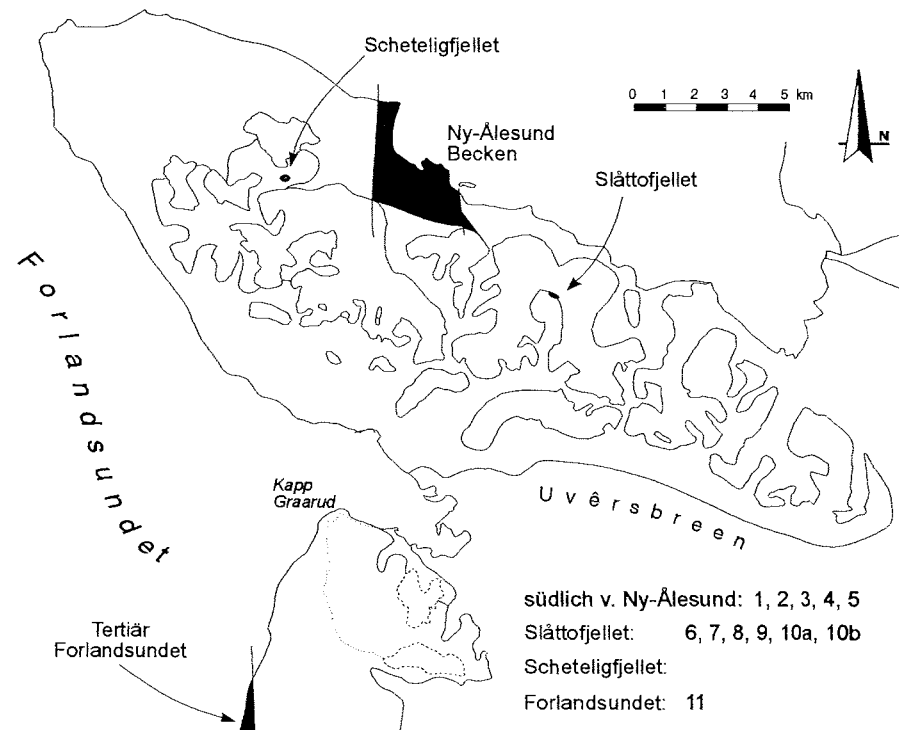 Scheteligfjellet
0 1 2 3 4 5 km
Ny-Ålesund
Becken
N
Slåttofjellet
Forlandsundet
Kapp
Graarud
Uvêrsbreen
Tertiär
Forlandsundet
südlich v. Ny-Ålesund: 1, 2, 3, 4, 5
Slåttofjellet: 6, 7, 8, 9, 10a, 10b
Scheteligfjellet:
Forlandsundet: 11